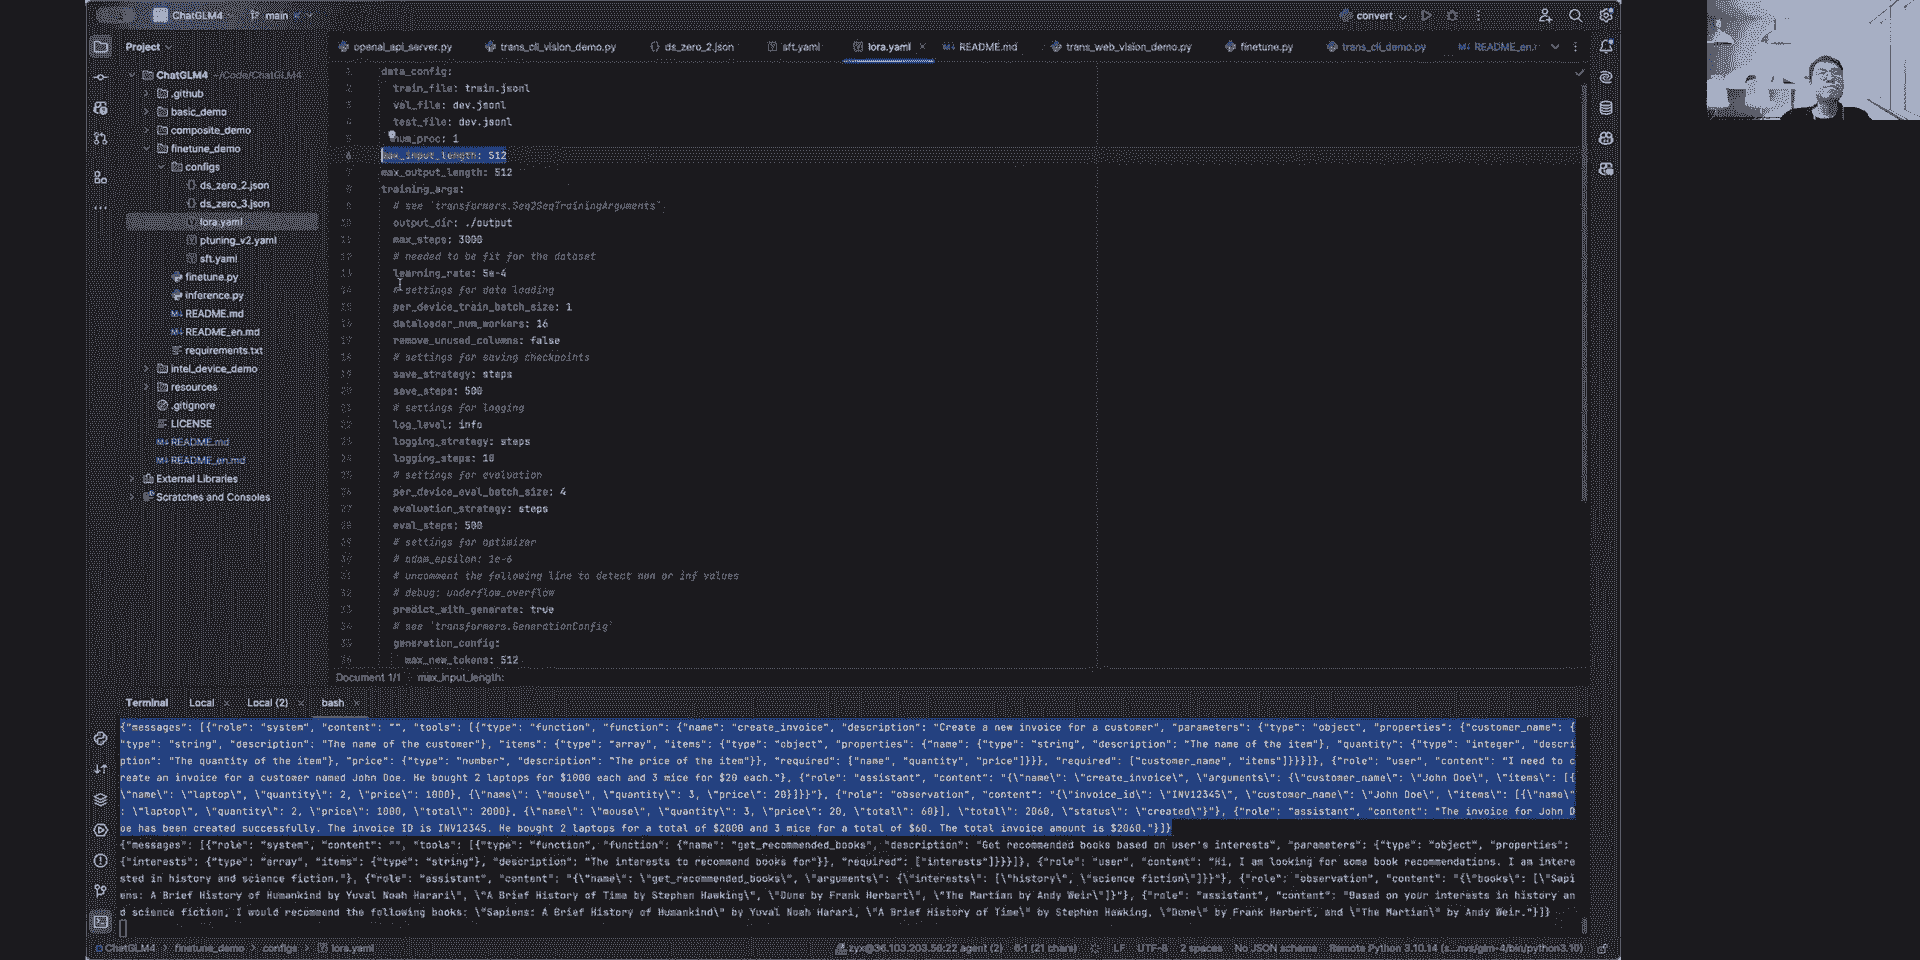 ChatGLM4 main convert
Project
openai_api_server.py trans_cli_vision_demo.py ds_zero_2.json sft.yaml lora.yaml README.md trans_web_vision_demo.py finetune.py trans_cli_demo.py README_en.
ChatGLM4 ~/Code/ChatGLM4
.github
basic_demo
composite_demo
finetune_demo
configs
ds_zero_2.json
ds_zero_3.json
lora.yaml
ptuning_v2.yaml
sft.yaml
finetune.py
inference.py
README.md
README_en.md
requirements.txt
intel_device_demo
resources
.gitignore
LICENSE
README.md
README_en.md
External Libraries
Scratches and Consoles
data_config:
train_file: train.jsonl
val_file: dev.jsonl
test_file: dev.jsonl
num_proc: 1
max_input_length: 512
max_output_length: 512
training_args:
# see `transformers.Seq2SeqTrainingArguments`
output_dir: ./output
max_steps: 3000
# needed to be fit for the dataset
learning_rate: 5e-4
# settings for data loading
per_device_train_batch_size: 1
dataloader_num_workers: 16
remove_unused_columns: false
# settings for saving checkpoints
save_strategy: steps
save_steps: 500
# settings for logging
log_level: info
logging_strategy: steps
logging_steps: 10
# settings for evaluation
per_device_eval_batch_size: 4
evaluation_strategy: steps
eval_steps: 500
# settings for optimizer
# adam_epsilon: 1e-6
# uncomment the following line to detect nan or inf values
# debug: underflow_overflow
predict_with_generate: true
# see `transformers.GenerationConfig`
generation_config:
max_new_tokens: 512
Document 1/1 max_input_length:
Terminal Local Local (2) bash
{"messages": [{"role": "system", "content": "", "tools": [{"type": "function", "function": {"name": "create_invoice", "description": "Create a new invoice for a customer", "parameters": {"type": "object", "properties": {"customer_name": {
"type": "string", "description": "The name of the customer"}, "items": {"type": "array", "items": {"type": "object", "properties": {"name": {"type": "string", "description": "The name of the item"}, "quantity": {"type": "integer", "descri
ption": "The quantity of the item"}, "price": {"type": "number", "description": "The price of the item"}}, "required": ["name", "quantity", "price"]}}}, "required": ["customer_name", "items"]}}}]}, {"role": "user", "content": "I need to c
reate an invoice for a customer named John Doe. He bought 2 laptops for $1000 each and 3 mice for $20 each."}, {"role": "assistant", "content": "{\"name\": \"create_invoice\", \"arguments\": {\"customer_name\": \"John Doe\", \"items\": [{
\"name\": \"laptop\", \"quantity\": 2, \"price\": 1000}, {\"name\": \"mouse\", \"quantity\": 3, \"price\": 20}]}}"}, {"role": "observation", "content": "{\"invoice_id\": \"INV12345\", \"customer_name\": \"John Doe\", \"items\": [{\"name\"
: \"laptop\", \"quantity\": 2, \"price\": 1000, \"total\": 2000}, {\"name\": \"mouse\", \"quantity\": 3, \"price\": 20, \"total\": 60}], \"total\": 2060, \"status\": \"created\"}"}, {"role": "assistant", "content": "The invoice for John D
oe has been created successfully. The invoice ID is INV12345. He bought 2 laptops for a total of $2000 and 3 mice for a total of $60. The total invoice amount is $2060."}]}
{"messages": [{"role": "system", "content": "", "tools": [{"type": "function", "function": {"name": "get_recommended_books", "description": "Get recommended books based on user's interests", "parameters": {"type": "object", "properties":
{"interests": {"type": "array", "items": {"type": "string"}, "description": "The interests to recommend books for"}}, "required": ["interests"]}}}]}, {"role": "user", "content": "Hi, I am looking for some book recommendations. I am intere
sted in history and science fiction."}, {"role": "assistant", "content": "{\"name\": \"get_recommended_books\", \"arguments\": {\"interests\": [\"history\", \"science fiction\"]}}"}, {"role": "observation", "content": "{\"books\": [\"Sapi
ens: A Brief History of Humankind by Yuval Noah Harari\", \"A Brief History of Time by Stephen Hawking\", \"Dune by Frank Herbert\", \"The Martian by Andy Weir\"]}"}, {"role": "assistant", "content": "Based on your interests in history an
d science fiction, I would recommend the following books: \"Sapiens: A Brief History of Humankind\" by Yuval Noah Harari, \"A Brief History of Time\" by Stephen Hawking, \"Dune\" by Frank Herbert, and \"The Martian\" by Andy Weir."}]}
ChatGLM4 > finetune_demo > configs > lora.yaml zyx@36.103.203.56:22 agent (2) 6:1 (21 chars) LF UTF-8 2 spaces No JSON schema Remote Python 3.10.14 (s...nvs/glm-4/bin/python3.10)